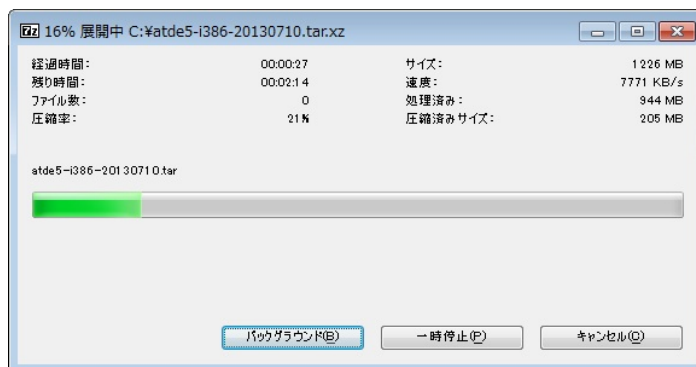 7z 16% 展開中 C:¥atde5-i386-20130710.tar.xz
経過時間: 00:00:27 サイズ: 1226 MB
残り時間: 00:02:14 速度: 7771 KB/s
ファイル数: 0 処理済み: 944 MB
圧縮率: 21% 圧縮済みサイズ: 205 MB
atde5-i386-20130710.tar
バックグラウンド(B) 一時停止(P) キャンセル(C)